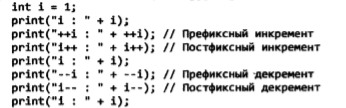 int i = 1;
print("i : " + i);
print("++i : " + ++i); // Префиксный инкремент
print("i++ : " + i++); // Постфиксный инкремент
print("i : " + i);
print("--i : " + --i); // Префиксный декремент
print("i-- : " + i--); // Постфиксный декремент
print("i : " + i);